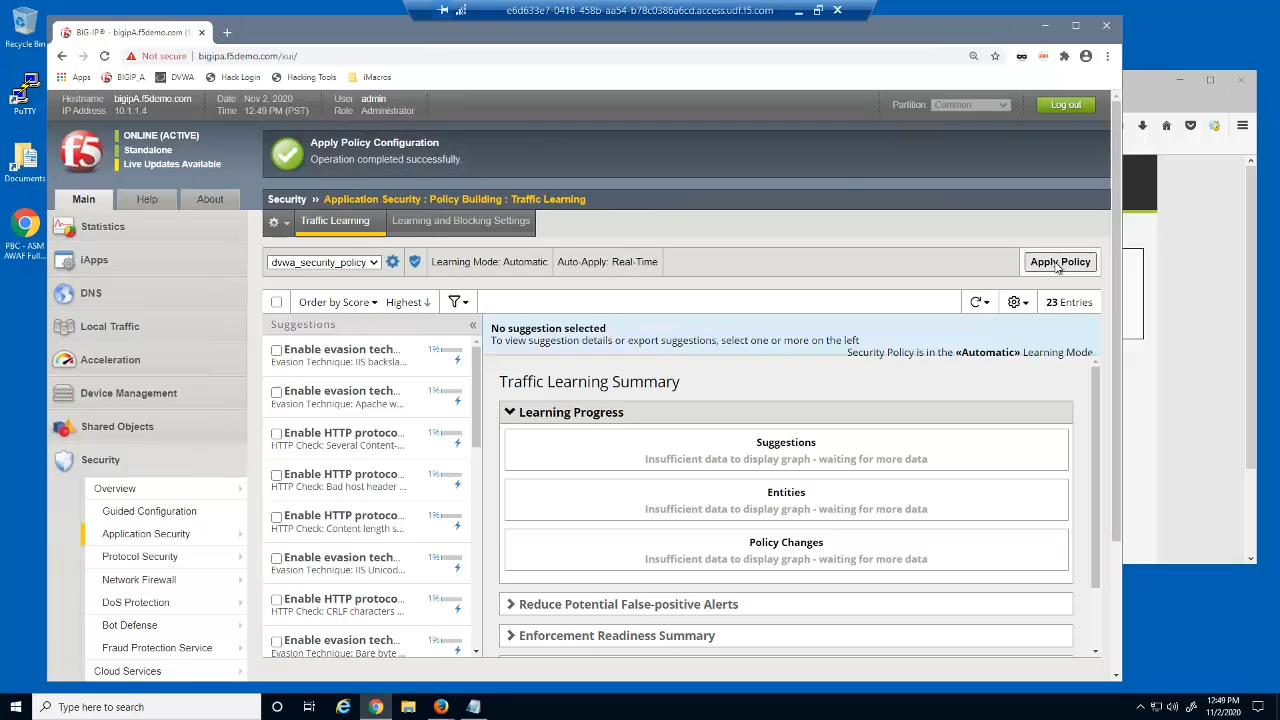 e6d633e7-0416-458b-aa54-b78c0386a6cd.access.udf.f5.com
Recycle Bin
PuTTY
Documents
PBC - ASM
AWAF Full...
BIG-IP® - bigipA.f5demo.com (1
Not secure | bigipa.f5demo.com/xui/
Apps
BIGIP_A
DVWA
Hack Login
Hacking Tools
iMacros
Hostname bigipA.f5demo.com
IP Address 10.1.1.4
Date Nov 2, 2020
Time 12:49 PM (PST)
User admin
Role Administrator
Partition: Common
Log out
f5
ONLINE (ACTIVE)
Standalone
Live Updates Available
Apply Policy Configuration
Operation completed successfully.
Main
Help
About
Security » Application Security : Policy Building : Traffic Learning
Traffic Learning
Learning and Blocking Settings
dvwa_security_policy
Learning Mode: Automatic
Auto-Apply: Real-Time
Apply Policy
Statistics
iApps
DNS
Local Traffic
Acceleration
Device Management
Shared Objects
Security
Overview
Guided Configuration
Application Security
Protocol Security
Network Firewall
DoS Protection
Bot Defense
Fraud Protection Service
Cloud Services
Order by Score
Highest
23 Entries
Suggestions
Enable evasion tech... 1%
Evasion Technique: IIS backsla...
Enable evasion tech... 1%
Evasion Technique: Apache w...
Enable HTTP protoco... 1%
HTTP Check: Several Content-
Enable HTTP protoco... 1%
HTTP Check: Bad host header ...
Enable HTTP protoco... 1%
HTTP Check: Content length s...
Enable evasion tech... 1%
Evasion Technique: IIS Unicod...
Enable HTTP protoco... 1%
HTTP Check: CRLF characters ...
Enable evasion tech... 1%
Evasion Technique: Bare byte ...
No suggestion selected
To view suggestion details or export suggestions, select one or more on the left
Security Policy is in the «Automatic» Learning Mode
Traffic Learning Summary
Learning Progress
Suggestions
Insufficient data to display graph - waiting for more data
Entities
Insufficient data to display graph - waiting for more data
Policy Changes
Insufficient data to display graph - waiting for more data
Reduce Potential False-positive Alerts
Enforcement Readiness Summary
Type here to search
12:49 PM
11/2/2020